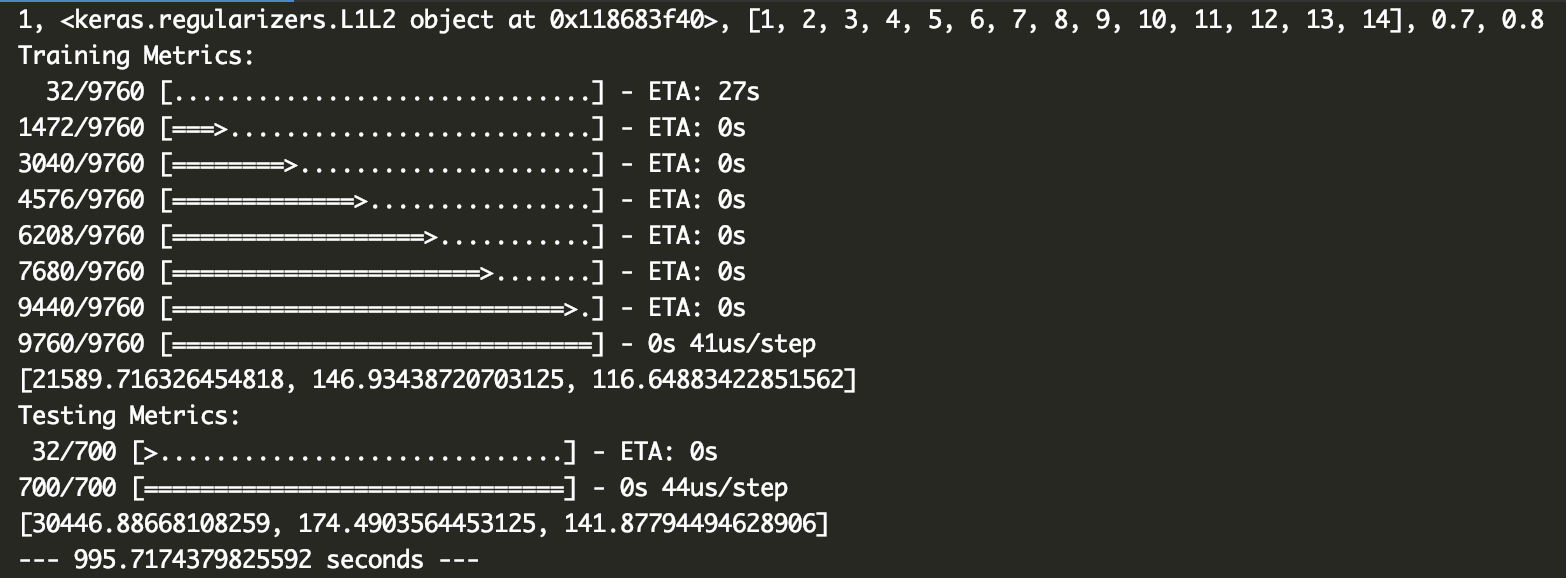 1, <keras.regularizers.L1L2 object at 0x118683f40>, [1, 2, 3, 4, 5, 6, 7, 8, 9, 10, 11, 12, 13, 14], 0.7, 0.8
Training Metrics:
  32/9760 [..............................] - ETA: 27s
1472/9760 [===>..........................] - ETA: 0s
3040/9760 [========>.....................] - ETA: 0s
4576/9760 [=============>................] - ETA: 0s
6208/9760 [==================>...........] - ETA: 0s
7680/9760 [======================>.......] - ETA: 0s
9440/9760 [============================>.] - ETA: 0s
9760/9760 [==============================] - 0s 41us/step
[21589.716326454818, 146.93438720703125, 116.64883422851562]
Testing Metrics:
 32/700 [>.............................] - ETA: 0s
700/700 [==============================] - 0s 44us/step
[30446.88668108259, 174.4903564453125, 141.87794494628906]
--- 995.7174379825592 seconds ---